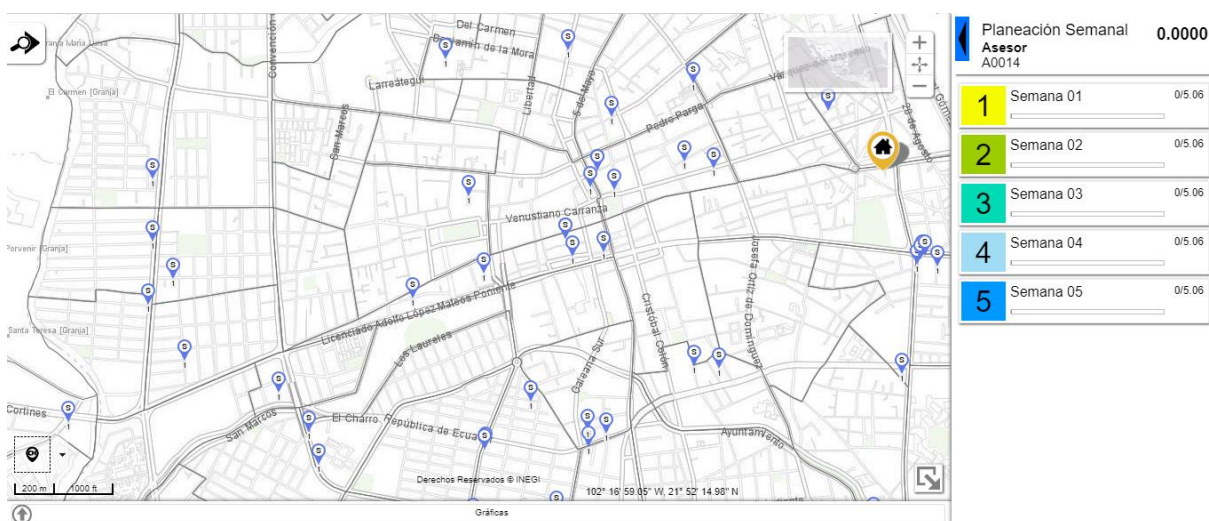 Del Carmen
Benjamín de la Mora
Convención
El Carmen [Granja]
Larreátegui
Libertad
5 de Mayo
Pedro Parga
28 de Agosto
San Marcos
Venustiano Carranza
Porvenir [Granja]
Licenciado Adolfo López Mateos Poniente
Josefa Ortiz de Domínguez
Cristóbal Colón
Santa Teresa [Granja]
Los Laureles
Galeana Sur
Cortines
San Marcos
El Charro
República de Ecuador
Ayuntamiento
200 m
1000 ft
Derechos Reservados © INEGI
102° 16' 59.05" W, 21° 52' 14.98" N
Gráficas
Planeación Semanal 0.0000
Asesor
A0014
1 Semana 01 0/5.06
2 Semana 02 0/5.06
3 Semana 03 0/5.06
4 Semana 04 0/5.06
5 Semana 05 0/5.06